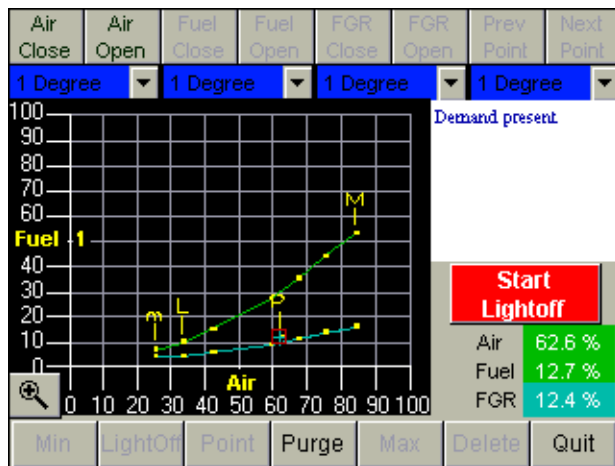 Air Air Fuel Fuel FGR FGR Prev Next
Close Open Close Open Close Open Point Point
1 Degree 1 Degree 1 Degree 1 Degree
100
90
80
70
60
Fuel -1
40
30
20
10
0
M
m L P
Air
0 10 20 30 40 50 60 70 80 90 100
Demand present
Start
Lightoff
Air 62.6 %
Fuel 12.7 %
FGR 12.4 %
Min LightOff Point Purge Max Delete Quit